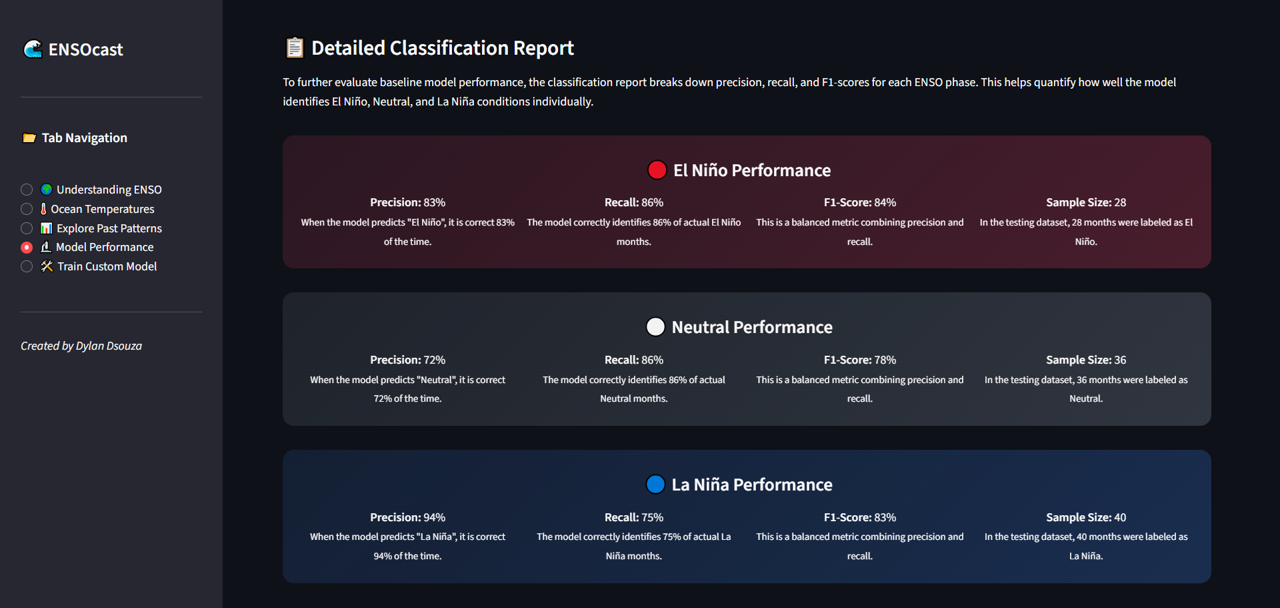 🌊 ENSOcast
📂 Tab Navigation
🌍 Understanding ENSO
🌡️ Ocean Temperatures
📊 Explore Past Patterns
🔬 Model Performance
🛠️ Train Custom Model
Created by Dylan Dsouza
📋 Detailed Classification Report
To further evaluate baseline model performance, the classification report breaks down precision, recall, and F1-scores for each ENSO phase. This helps quantify how well the model
identifies El Niño, Neutral, and La Niña conditions individually.
🔴 El Niño Performance
Precision: 83% Recall: 86% F1-Score: 84% Sample Size: 28
When the model predicts "El Niño", it is correct 83% The model correctly identifies 86% of actual El Niño This is a balanced metric combining precision and In the testing dataset, 28 months were labeled as El
of the time. months. recall. Niño.
⚪ Neutral Performance
Precision: 72% Recall: 86% F1-Score: 78% Sample Size: 36
When the model predicts "Neutral", it is correct The model correctly identifies 86% of actual This is a balanced metric combining precision and In the testing dataset, 36 months were labeled as
72% of the time. Neutral months. recall. Neutral.
🔵 La Niña Performance
Precision: 94% Recall: 75% F1-Score: 83% Sample Size: 40
When the model predicts "La Niña", it is correct The model correctly identifies 75% of actual La This is a balanced metric combining precision and In the testing dataset, 40 months were labeled as
94% of the time. Niña months. recall. La Niña.